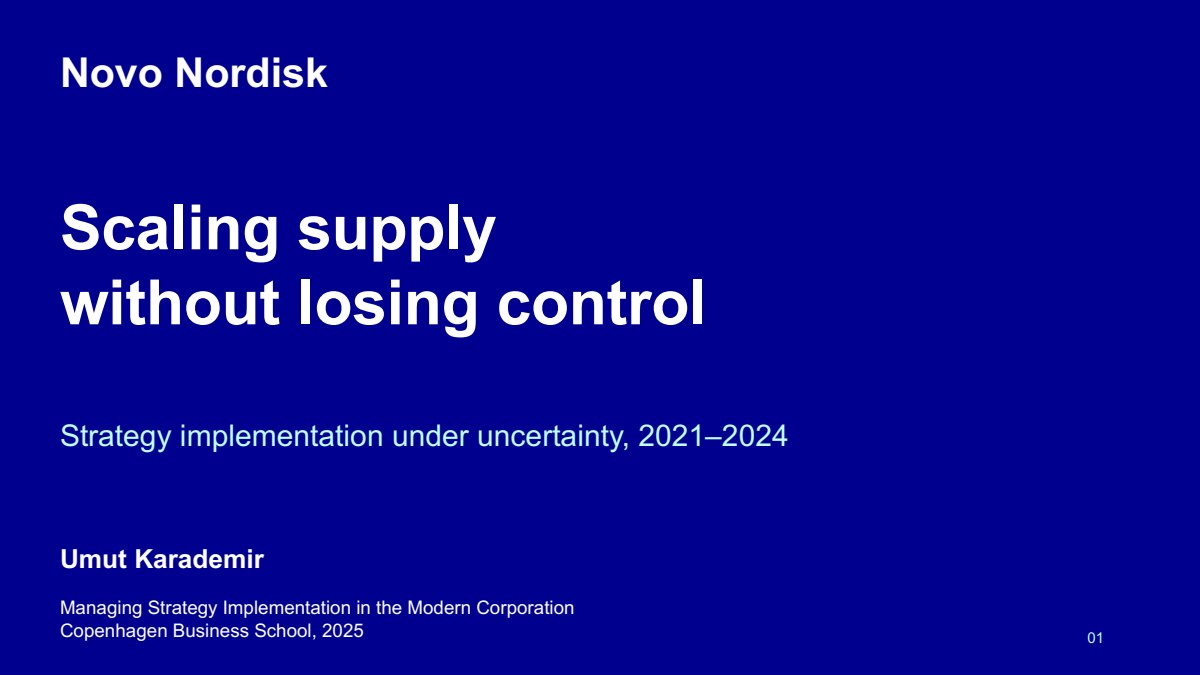 Novo Nordisk
Scaling supply
without losing control
Strategy implementation under uncertainty, 2021–2024
Umut Karademir
Managing Strategy Implementation in the Modern Corporation
Copenhagen Business School, 2025
01